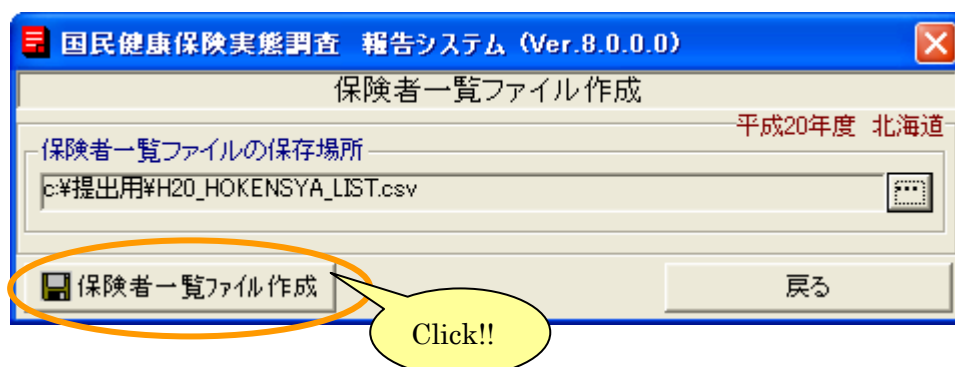 国民健康保険実態調査 報告システム (Ver.8.0.0.0)
保険者一覧ファイル作成
平成20年度 北海道
保険者一覧ファイルの保存場所
c:¥提出用¥H20_HOKENSYA_LIST.csv
...
保険者一覧ファイル作成
戻る
Click!!